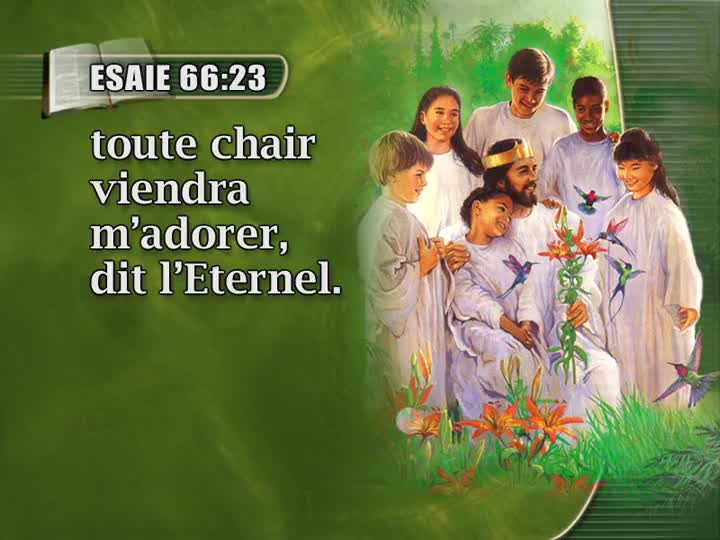 ESAIE 66:23
toute chair
viendra
m’adorer,
dit l’Eternel.